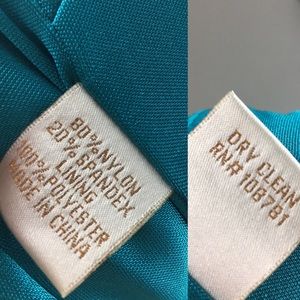 80%NYLON
20%SPANDEX
LINING
100%POLYESTER
MADE IN CHINA
DRY CLEAN
RN# 108781